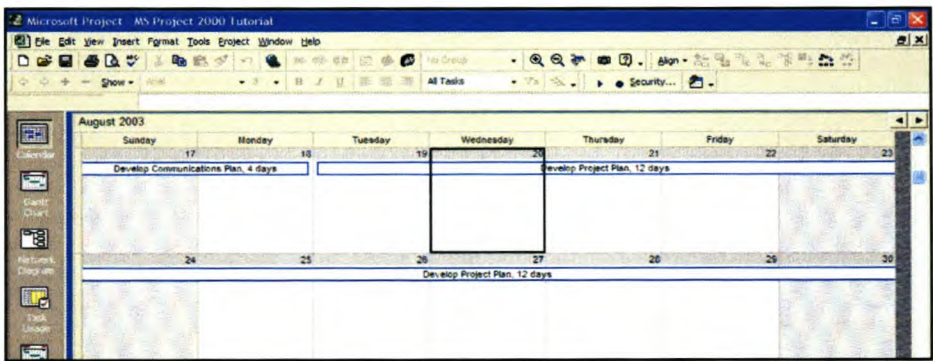 Microsoft Project - MS Project 2000 Tutorial
File Edit View Insert Format Tools Project Window Help
No Group Align
Show Arial 8 B I U All Tasks Security...
August 2003
Sunday Monday Tuesday Wednesday Thursday Friday Saturday
Calendar
17 18 19 20 21 22 23
Develop Communications Plan, 4 days Develop Project Plan, 12 days
Gantt
Chart
Network
Diagram
24 25 26 27 28 29 30
Develop Project Plan, 12 days
Task
Usage